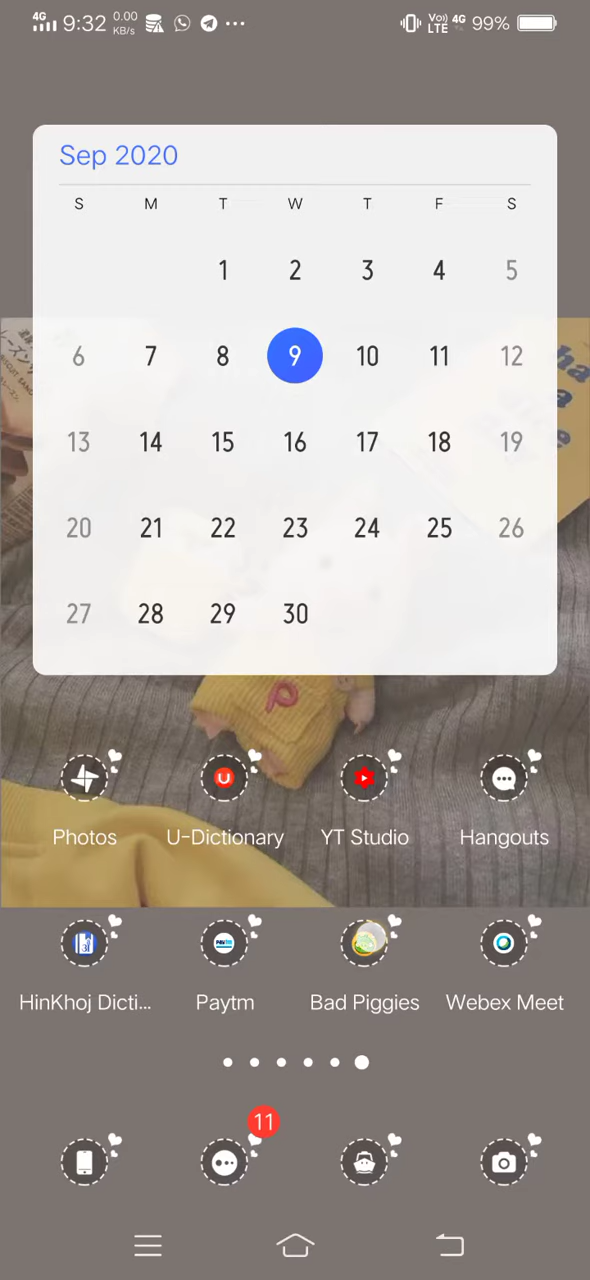 4G 9:32 0.00 KB/s ... Vo) LTE 4G 99%
Sep 2020
S M T W T F S
1 2 3 4 5
6 7 8 9 10 11 12
13 14 15 16 17 18 19
20 21 22 23 24 25 26
27 28 29 30
P
Photos U-Dictionary YT Studio Hangouts
HinKhoj Dicti... Paytm Bad Piggies Webex Meet
11